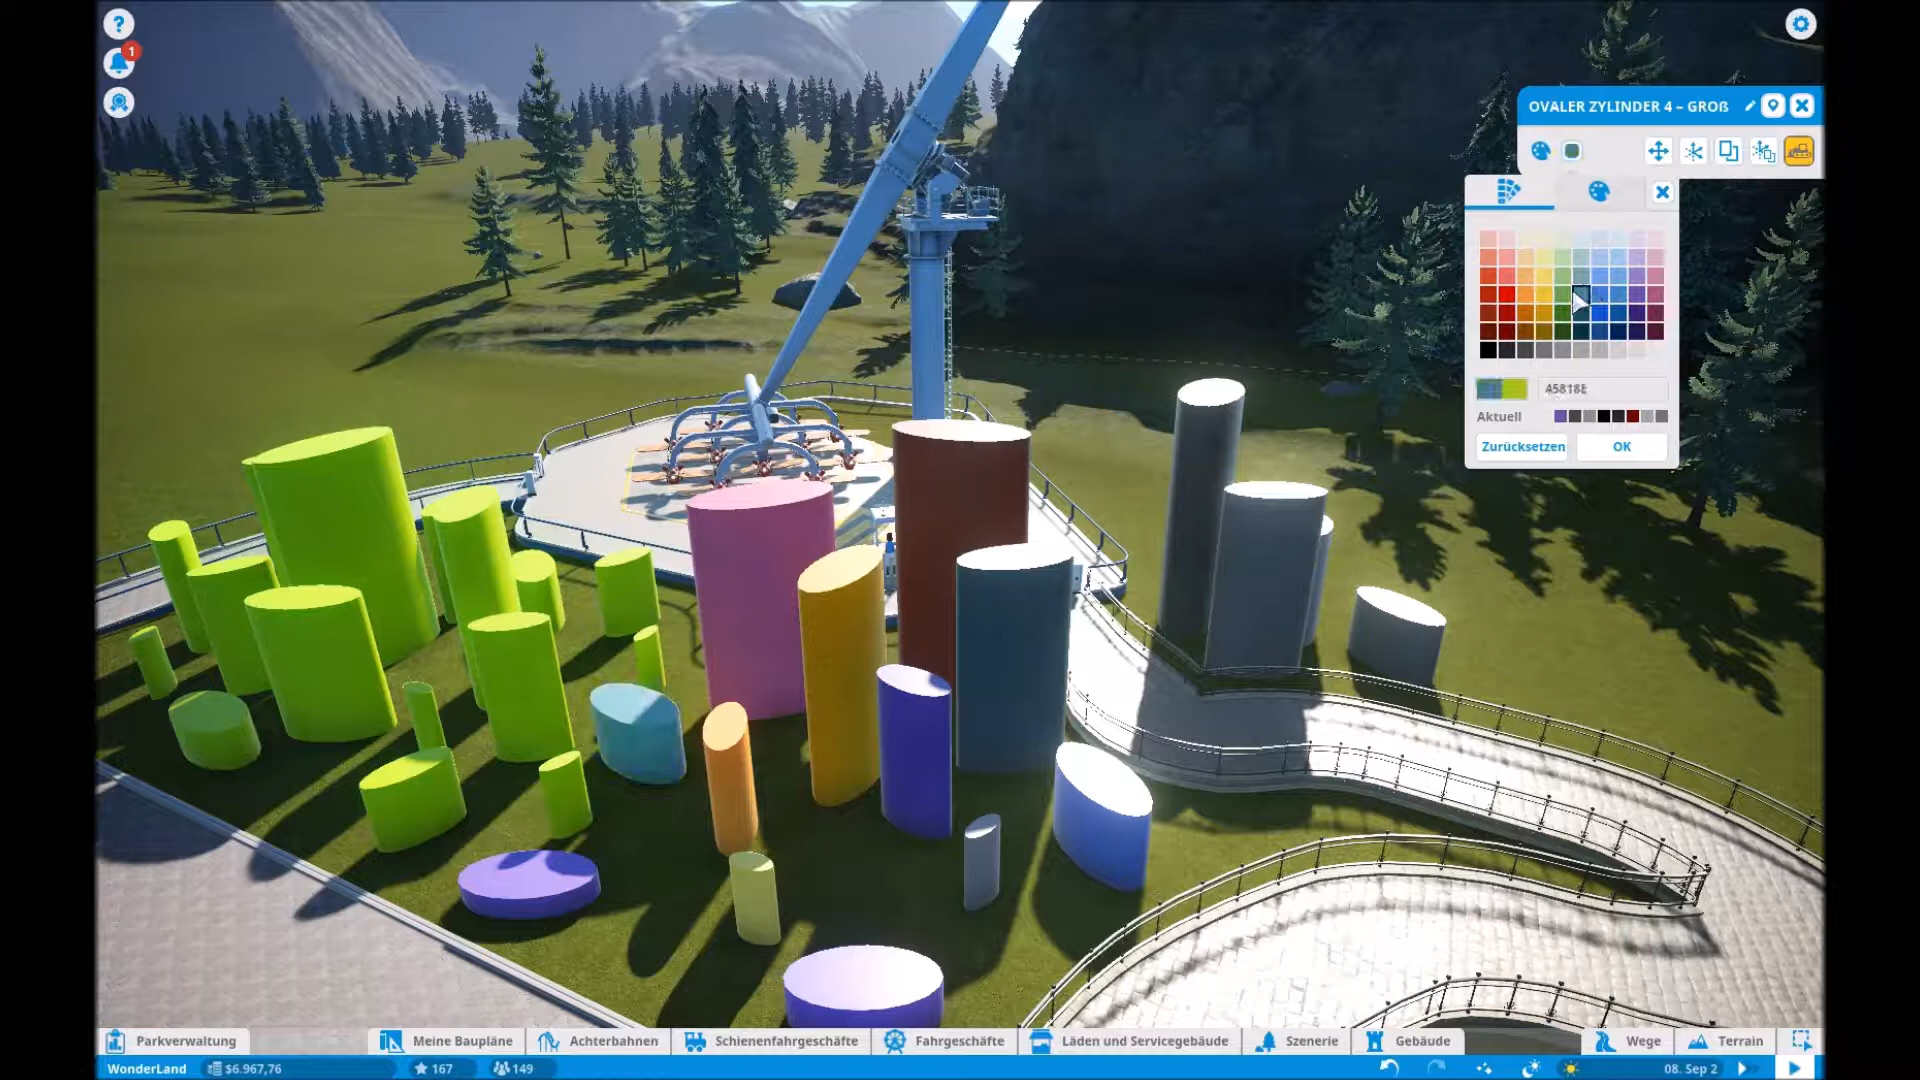 ?
1
OVALER ZYLINDER 4 – GROß
A5818E
Aktuell
Zurücksetzen
OK
Parkverwaltung
Meine Baupläne
Achterbahnen
Schienenfahrgeschäfte
Fahrgeschäfte
Läden und Servicegebäude
Szenerie
Gebäude
Wege
Terrain
WonderLand
$6.967,76
167
149
08. Sep 2